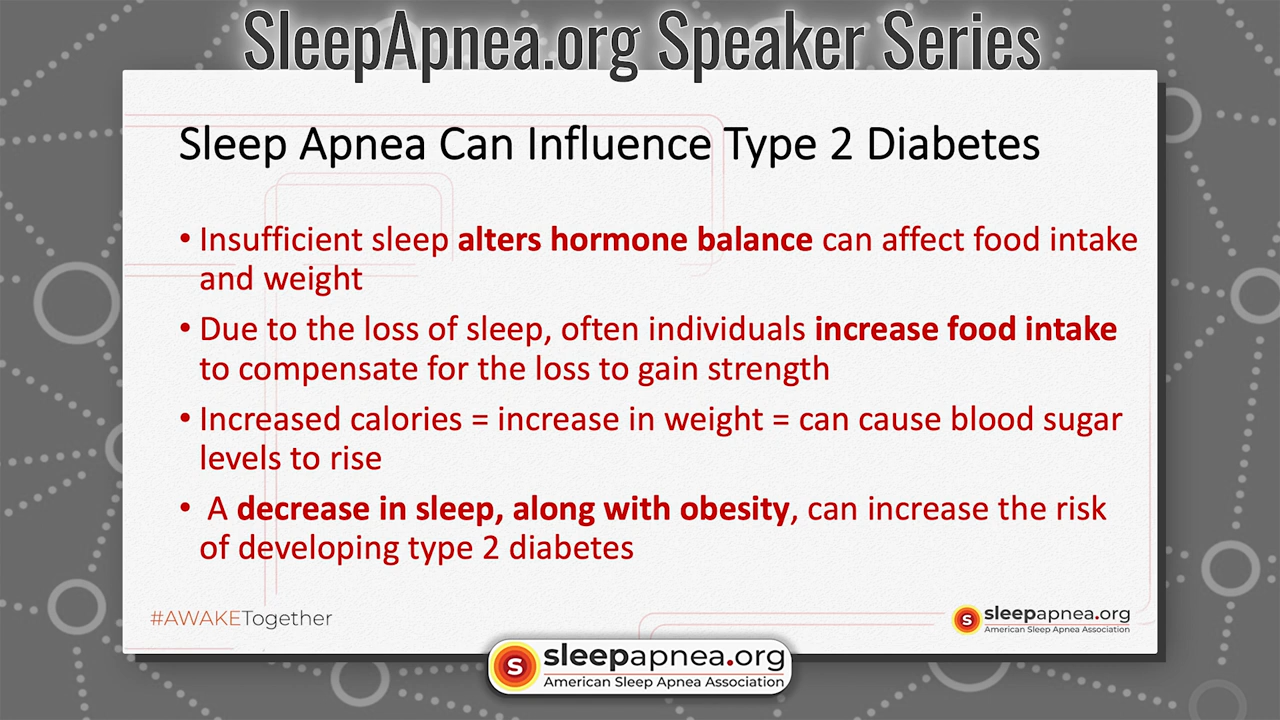 SleepApnea.org Speaker Series
Sleep Apnea Can Influence Type 2 Diabetes
• Insufficient sleep alters hormone balance can affect food intake
and weight
• Due to the loss of sleep, often individuals increase food intake
to compensate for the loss to gain strength
• Increased calories = increase in weight = can cause blood sugar
levels to rise
• A decrease in sleep, along with obesity, can increase the risk
of developing type 2 diabetes
#AWAKETogether
s sleepapnea.org
American Sleep Apnea Association
s sleepapnea.org
American Sleep Apnea Association